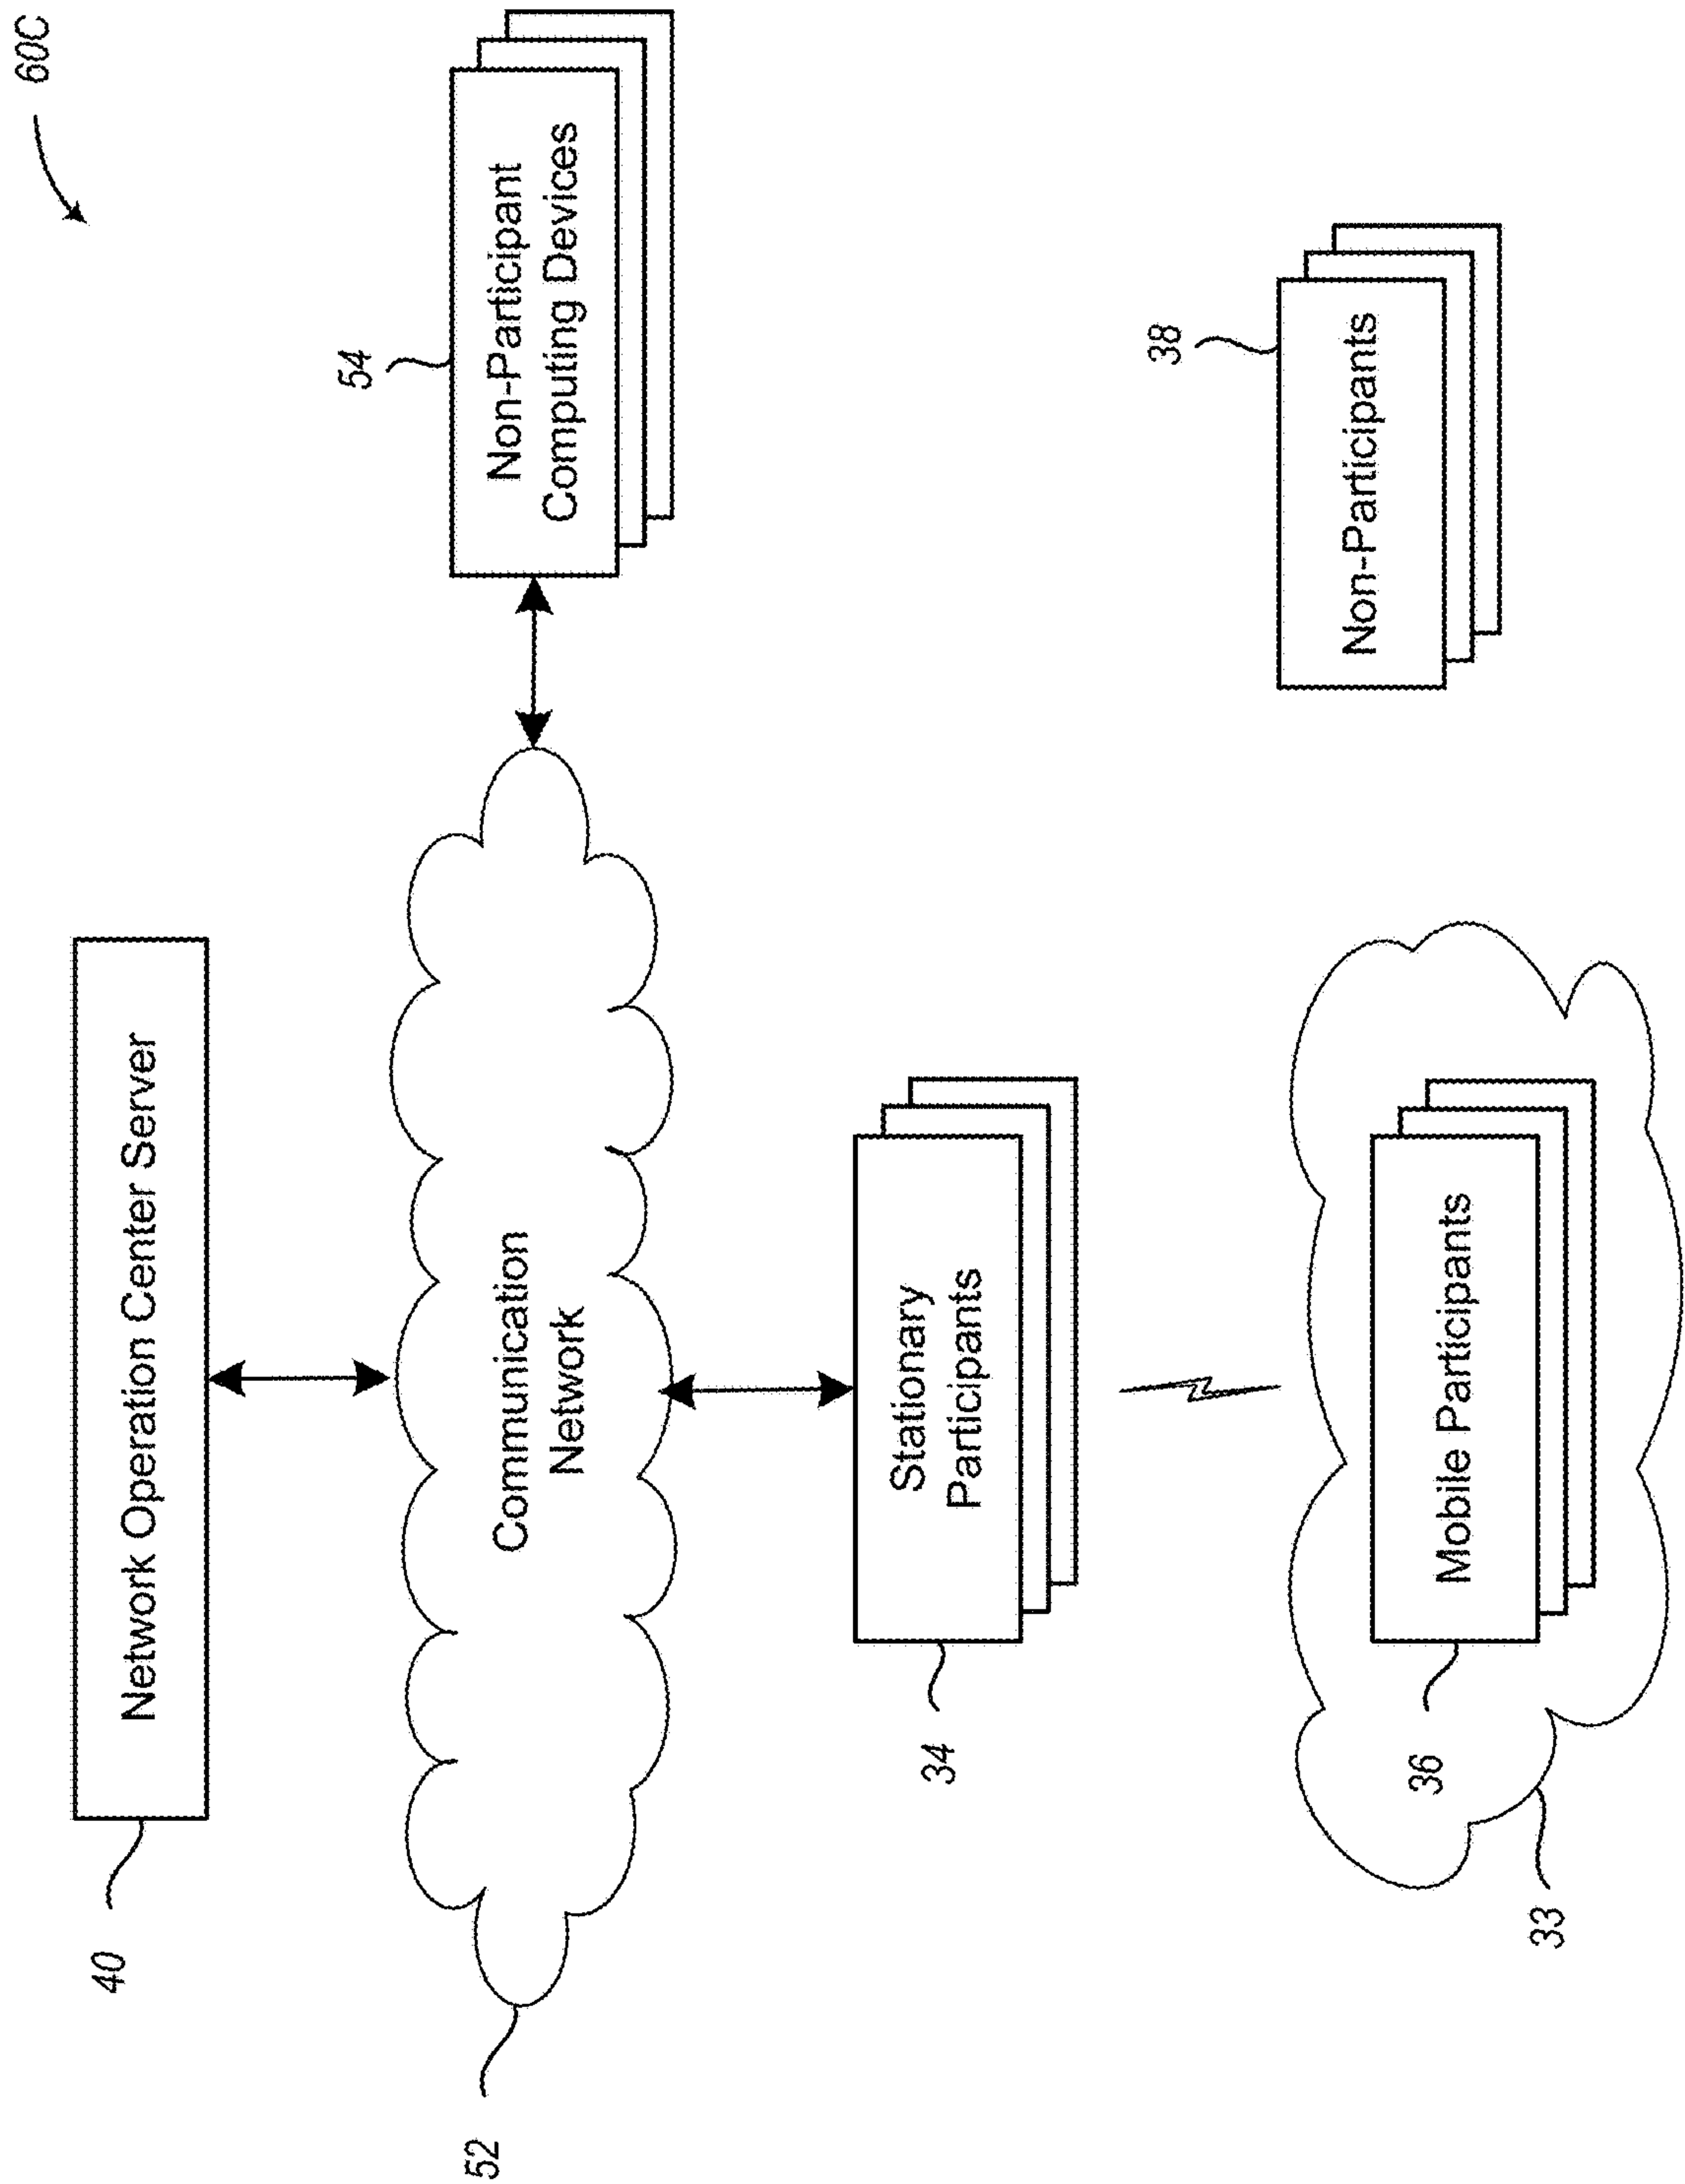 60C
Network Operation Center Server
40
Communication
Network
52
Non-Participant
Computing Devices
54
Stationary
Participants
34
Mobile Participants
36
33
Non-Participants
38